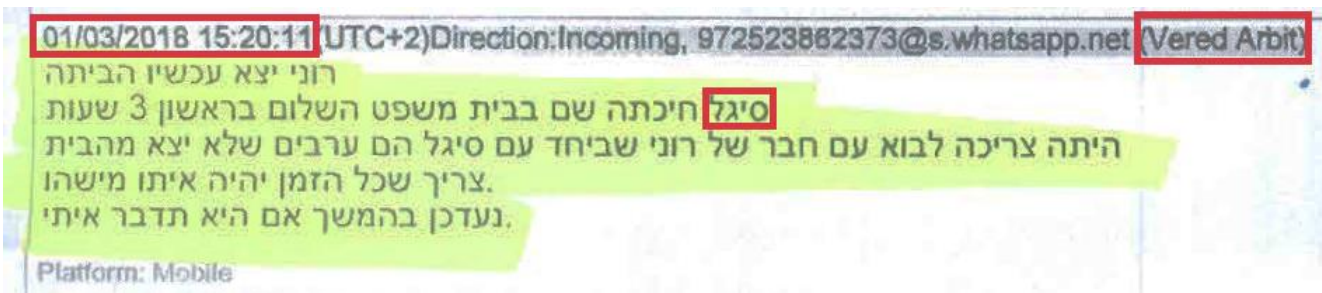 01/03/2018 15:20:11(UTC+2)Direction:Incoming, 972523862373@s.whatsapp.net (Vered Arbit)
רוני יצא עכשיו הביתה
סיגל חיכתה שם בבית משפט השלום בראשון 3 שעות
היתה צריכה לבוא עם חבר של רוני שביחד עם סיגל הם ערבים שלא יצא מהבית
צריך שכל הזמן יהיה איתו מישהו.
נעדכן בהמשך אם היא תדבר איתי.
Platform: Mobile